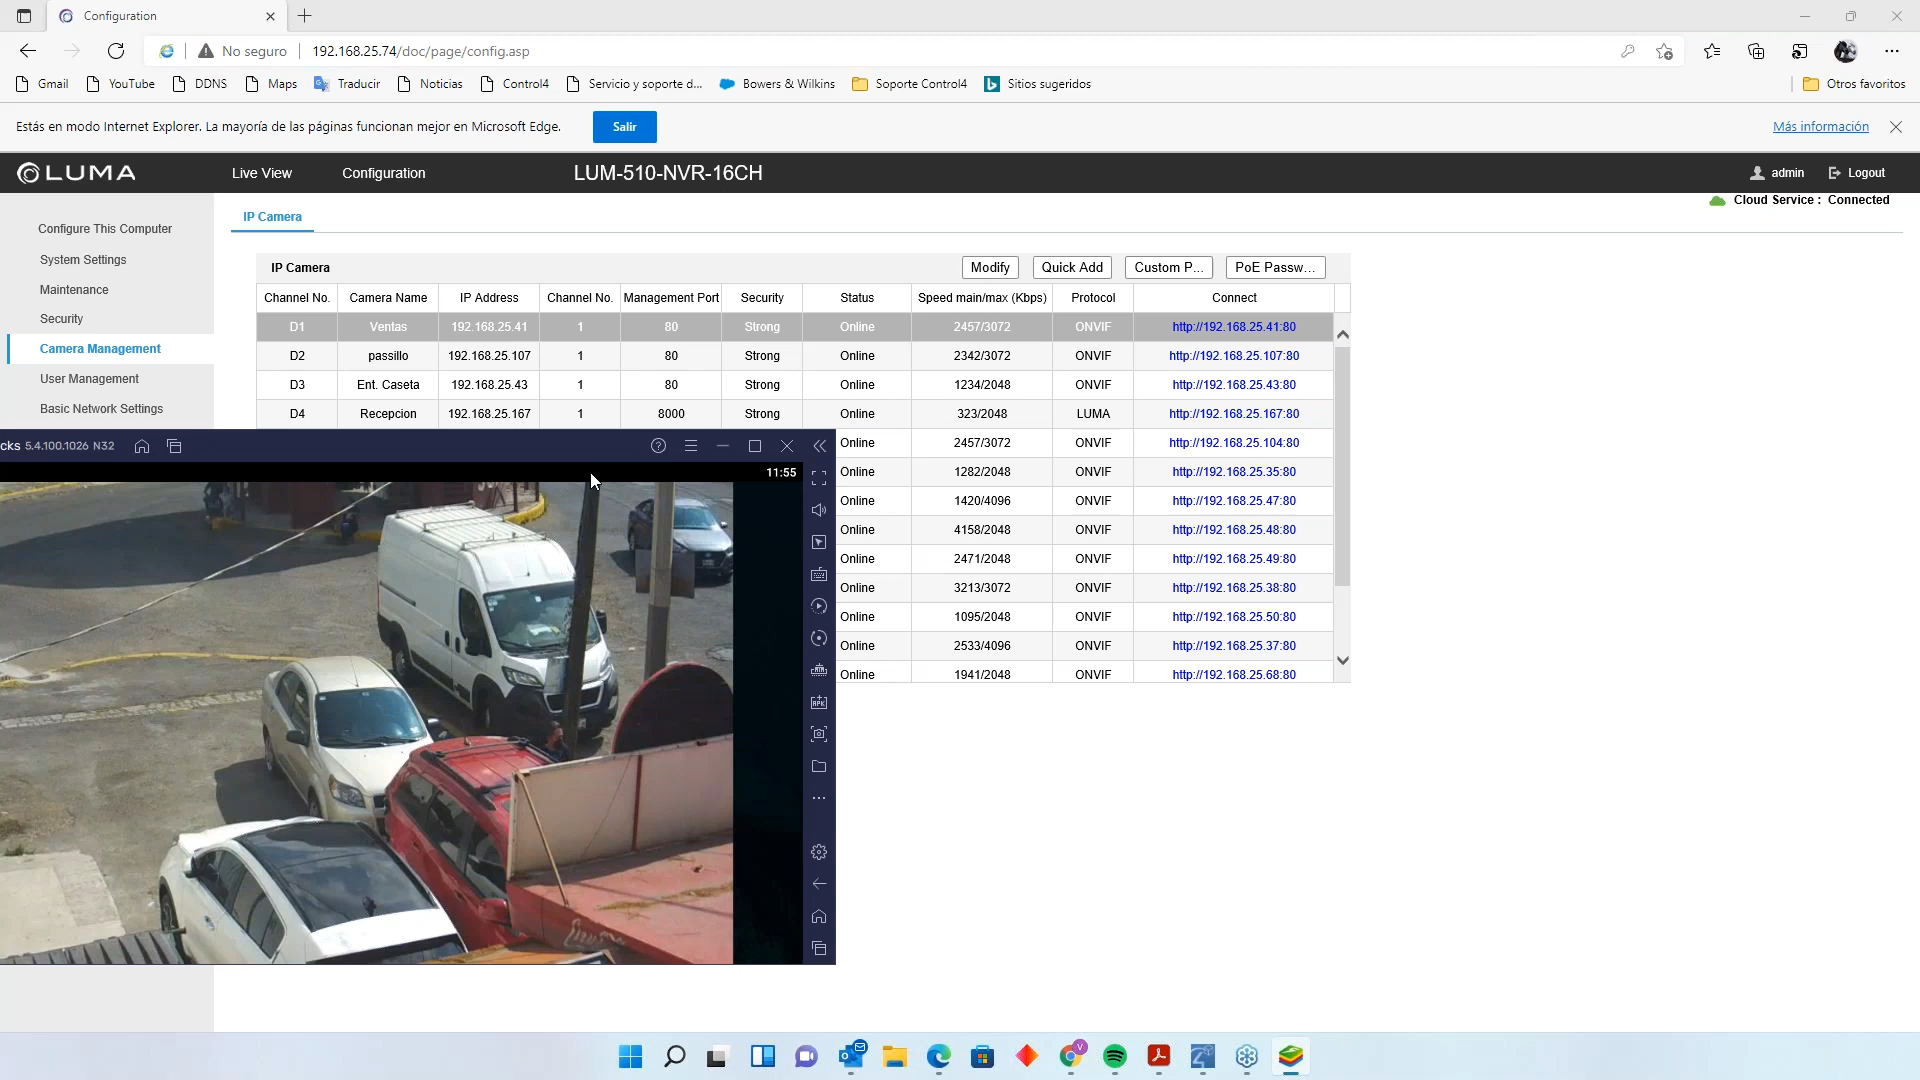 Configuration
No seguro
192.168.25.74/doc/page/config.asp
Gmail YouTube DDNS Maps Traducir Noticias Control4 Servicio y soporte d... Bowers & Wilkins Soporte Control4 Sitios sugeridos Otros favoritos
Estás en modo Internet Explorer. La mayoría de las páginas funcionan mejor en Microsoft Edge. Salir Más información
LUMA Live View Configuration LUM-510-NVR-16CH admin Logout
Cloud Service : Connected
Configure This Computer
System Settings
Maintenance
Security
Camera Management
User Management
Basic Network Settings
IP Camera
IP Camera Modify Quick Add Custom P... PoE Passw...
Channel No. Camera Name IP Address Channel No. Management Port Security Status Speed main/max (Kbps) Protocol Connect
D1 Ventas 192.168.25.41 1 80 Strong Online 2457/3072 ONVIF http://192.168.25.41:80
D2 passillo 192.168.25.107 1 80 Strong Online 2342/3072 ONVIF http://192.168.25.107:80
D3 Ent. Caseta 192.168.25.43 1 80 Strong Online 1234/2048 ONVIF http://192.168.25.43:80
D4 Recepcion 192.168.25.167 1 8000 Strong Online 323/2048 LUMA http://192.168.25.167:80
Online 2457/3072 ONVIF http://192.168.25.104:80
Online 1282/2048 ONVIF http://192.168.25.35:80
Online 1420/4096 ONVIF http://192.168.25.47:80
Online 4158/2048 ONVIF http://192.168.25.48:80
Online 2471/2048 ONVIF http://192.168.25.49:80
Online 3213/3072 ONVIF http://192.168.25.38:80
Online 1095/2048 ONVIF http://192.168.25.50:80
Online 2533/4096 ONVIF http://192.168.25.37:80
Online 1941/2048 ONVIF http://192.168.25.68:80
cks 5.4.100.1026 N32
11:55